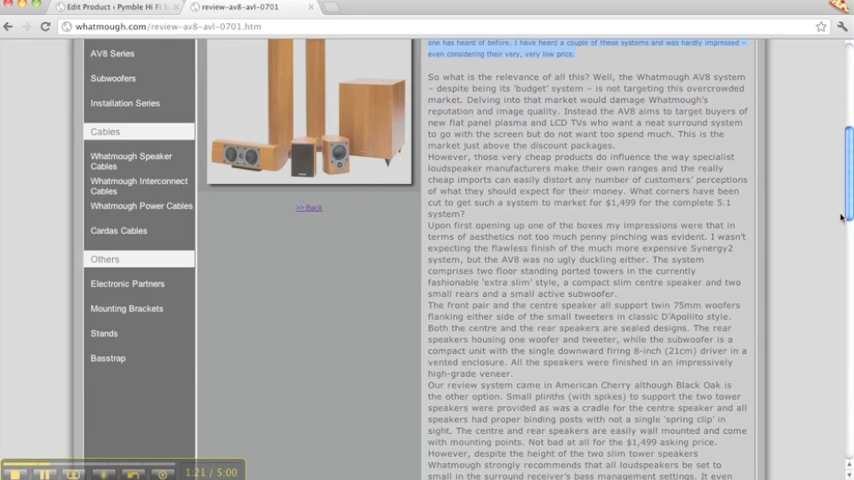 Edit Product ‹ Pymble Hi Fi S
review-av8-avl-0701
whatmough.com/review-av8-avl-0701.htm
AV8 Series
Subwoofers
Installation Series
Cables
Whatmough Speaker
Cables
Whatmough Interconnect
Cables
Whatmough Power Cables
Cardas Cables
Others
Electronic Partners
Mounting Brackets
Stands
Basstrap
>> Back
one has heard of before. I have heard a couple of these systems and was hardly impressed –
even considering their very, very low price.
So what is the relevance of all this? Well, the Whatmough AV8 system
– despite being its 'budget' system – is not targeting this overcrowded
market. Delving into that market would damage Whatmough's
reputation and image quality. Instead the AV8 aims to target buyers of
new flat panel plasma and LCD TVs who want a neat surround system
to go with the screen but do not want too spend much. This is the
market just above the discount packages.
However, those very cheap products do influence the way specialist
loudspeaker manufacturers make their own ranges and the really
cheap imports can easily distort any number of customers' perceptions
of what they should expect for their money. What corners have been
cut to get such a system to market for $1,499 for the complete 5.1
system?
Upon first opening up one of the boxes my impressions were that in
terms of aesthetics not too much penny pinching was evident. I wasn't
expecting the flawless finish of the much more expensive Synergy2
system, but the AV8 was no ugly duckling either. The system
comprises two floor standing ported towers in the currently
fashionable 'extra slim' style, a compact slim centre speaker and two
small rears and a small active subwoofer.
The front pair and the centre speaker all support twin 75mm woofers
flanking either side of the small tweeters in classic D'Apollito style.
Both the centre and the rear speakers are sealed designs. The rear
speakers housing one woofer and tweeter, while the subwoofer is a
compact unit with the single downward firing 8-inch (21cm) driver in a
vented enclosure. All the speakers were finished in an impressively
high-grade veneer.
Our review system came in American Cherry although Black Oak is
the other option. Small plinths (with spikes) to support the two tower
speakers were provided as was a cradle for the centre speaker and all
speakers had proper binding posts with not a single 'spring clip' in
sight. The centre and rear speakers are easily wall mounted and come
with mounting points. Not bad at all for the $1,499 asking price.
However, despite the height of the two slim tower speakers
Whatmough strongly recommends that all loudspeakers be set to
small in the surround receiver's bass management settings. It even
1:21 / 5:00